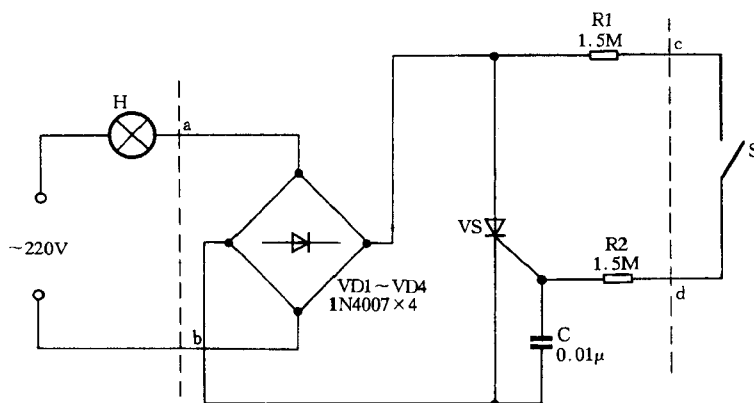 R1
1.5M
c
H
a
S
VS
~220V
R2
1.5M
VD1~VD4
1N4007×4
d
b
C
0.01μ